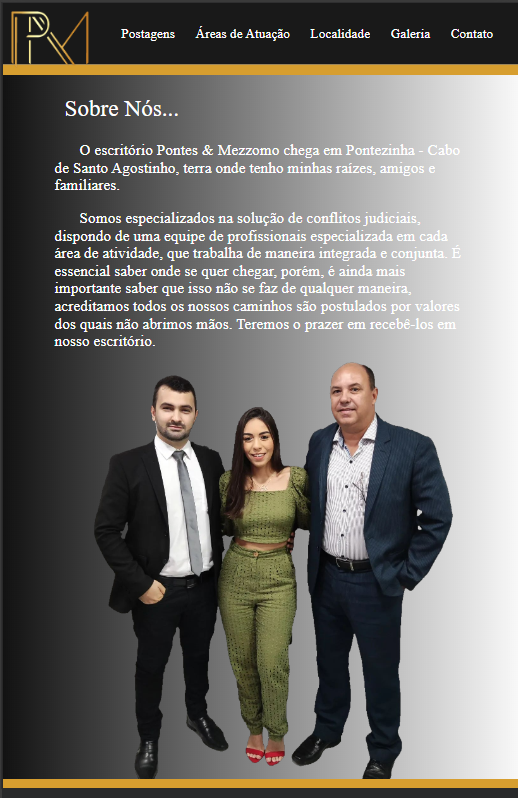 PM
Postagens Áreas de Atuação Localidade Galeria Contato
Sobre Nós...
O escritório Pontes & Mezzomo chega em Pontezinha - Cabo
de Santo Agostinho, terra onde tenho minhas raízes, amigos e
familiares.
Somos especializados na solução de conflitos judiciais,
dispondo de uma equipe de profissionais especializada em cada
área de atividade, que trabalha de maneira integrada e conjunta. É
essencial saber onde se quer chegar, porém, é ainda mais
importante saber que isso não se faz de qualquer maneira,
acreditamos todos os nossos caminhos são postulados por valores
dos quais não abrimos mãos. Teremos o prazer em recebê-los em
nosso escritório.